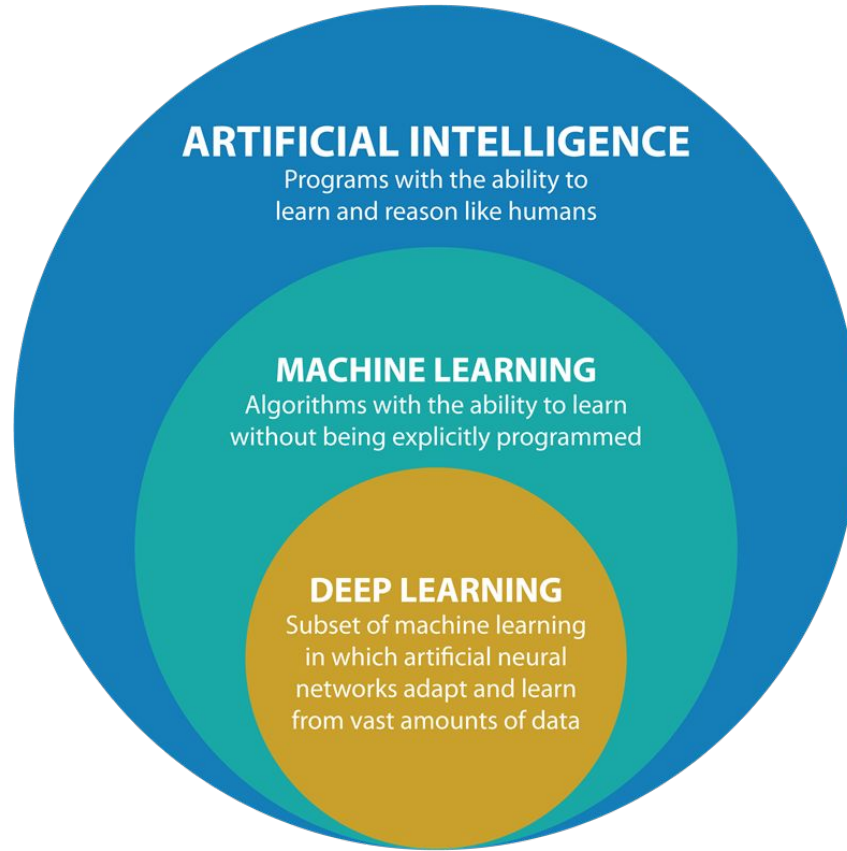 ARTIFICIAL INTELLIGENCE
Programs with the ability to
learn and reason like humans
MACHINE LEARNING
Algorithms with the ability to learn
without being explicitly programmed
DEEP LEARNING
Subset of machine learning
in which artificial neural
networks adapt and learn
from vast amounts of data